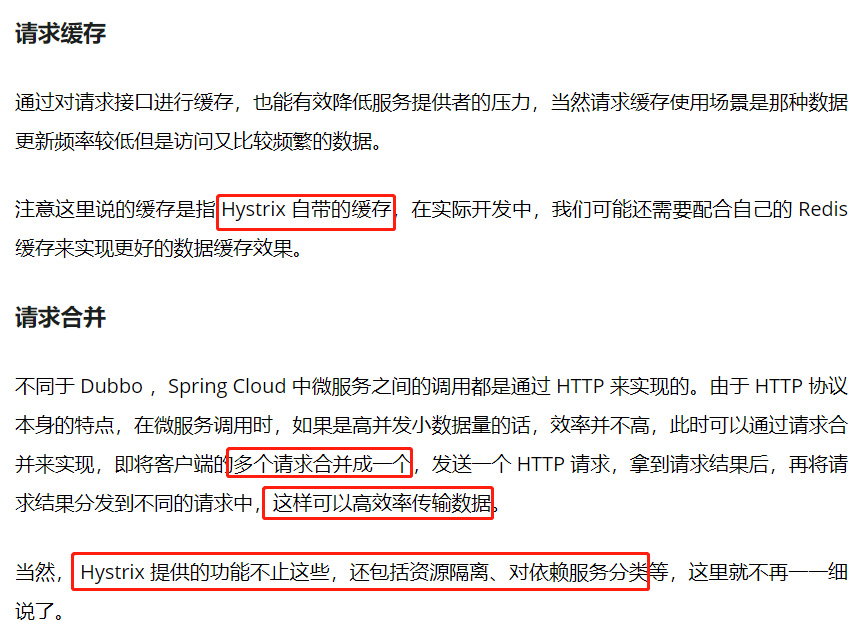 请求缓存
通过对请求接口进行缓存，也能有效降低服务提供者的压力，当然请求缓存使用场景是那种数据
更新频率较低但是访问又比较频繁的数据。
注意这里说的缓存是指 Hystrix 自带的缓存，在实际开发中，我们可能还需要配合自己的 Redis
缓存来实现更好的数据缓存效果。
请求合并
不同于 Dubbo ，Spring Cloud 中微服务之间的调用都是通过 HTTP 来实现的。由于 HTTP 协议
本身的特点，在微服务调用时，如果是高并发小数据量的话，效率并不高，此时可以通过请求合
并来实现，即将客户端的多个请求合并成一个，发送一个 HTTP 请求，拿到请求结果后，再将请
求结果分发到不同的请求中，这样可以高效率传输数据。
当然，Hystrix 提供的功能不止这些，还包括资源隔离、对依赖服务分类等，这里就不再一一细
说了。